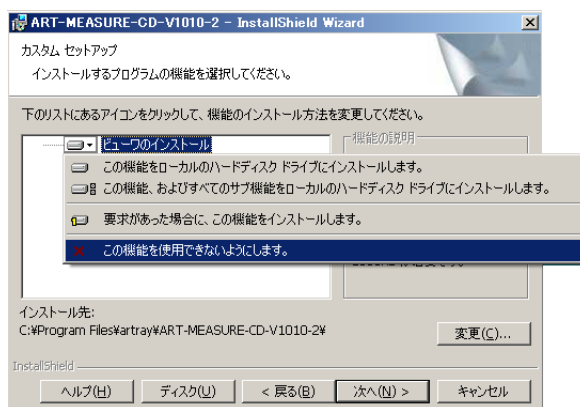 ART-MEASURE-CD-V1010-2 - InstallShield Wizard
カスタム セットアップ
インストールするプログラムの機能を選択してください。
下のリストにあるアイコンをクリックして、機能のインストール方法を変更してください。
ビューワのインストール
機能の説明
この機能をローカルのハードディスク ドライブにインストールします。
この機能、およびすべてのサブ機能をローカルのハードディスク ドライブにインストールします。
要求があった場合に、この機能をインストールします。
この機能を使用できないようにします。
インストール先:
C:¥Program Files¥artray¥ART-MEASURE-CD-V1010-2¥
変更(C)...
InstallShield
ヘルプ(H)
ディスク(U)
< 戻る(B)
次へ(N) >
キャンセル